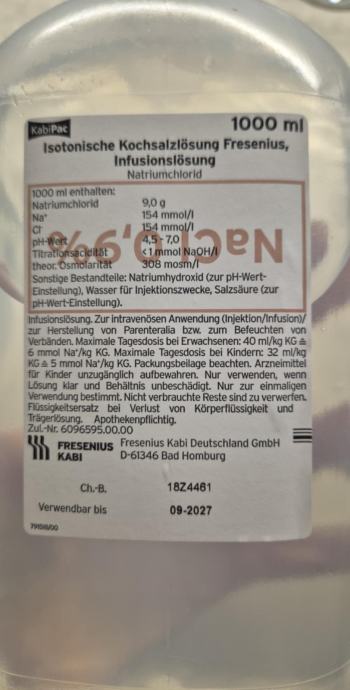 KabiPac
1000 ml
Isotonische Kochsalzlösung Fresenius,
Infusionslösung
Natriumchlorid
1000 ml enthalten:
Natriumchlorid 9,0 g
Na⁺ 154 mmol/l
Cl⁻ 154 mmol/l
pH-Wert 4,5 - 7,0
Titrationsacidität < 1 mmol NaOH/l
theor. Osmolarität 308 mosm/l
Sonstige Bestandteile: Natriumhydroxid (zur pH-Wert-
Einstellung), Wasser für Injektionszwecke, Salzsäure (zur
pH-Wert-Einstellung).
NaCl 0,9%
Infusionslösung. Zur intravenösen Anwendung (Injektion/Infusion)/
zur Herstellung von Parenteralia bzw. zum Befeuchten von
Verbänden. Maximale Tagesdosis bei Erwachsenen: 40 ml/kg KG ≙
6 mmol Na⁺/kg KG. Maximale Tagesdosis bei Kindern: 32 ml/kg
KG ≙ 5 mmol Na⁺/kg KG. Packungsbeilage beachten. Arzneimittel
für Kinder unzugänglich aufbewahren. Nur verwenden, wenn
Lösung klar und Behältnis unbeschädigt. Nur zur einmaligen
Verwendung bestimmt. Nicht verbrauchte Reste sind zu verwerfen.
Flüssigkeitsersatz bei Verlust von Körperflüssigkeit und
Trägerlösung. Apothekenpflichtig.
Zul.-Nr. 6096595.00.00
FRESENIUS
KABI
Fresenius Kabi Deutschland GmbH
D-61346 Bad Homburg
Ch.-B. 18Z4461
Verwendbar bis 09-2027